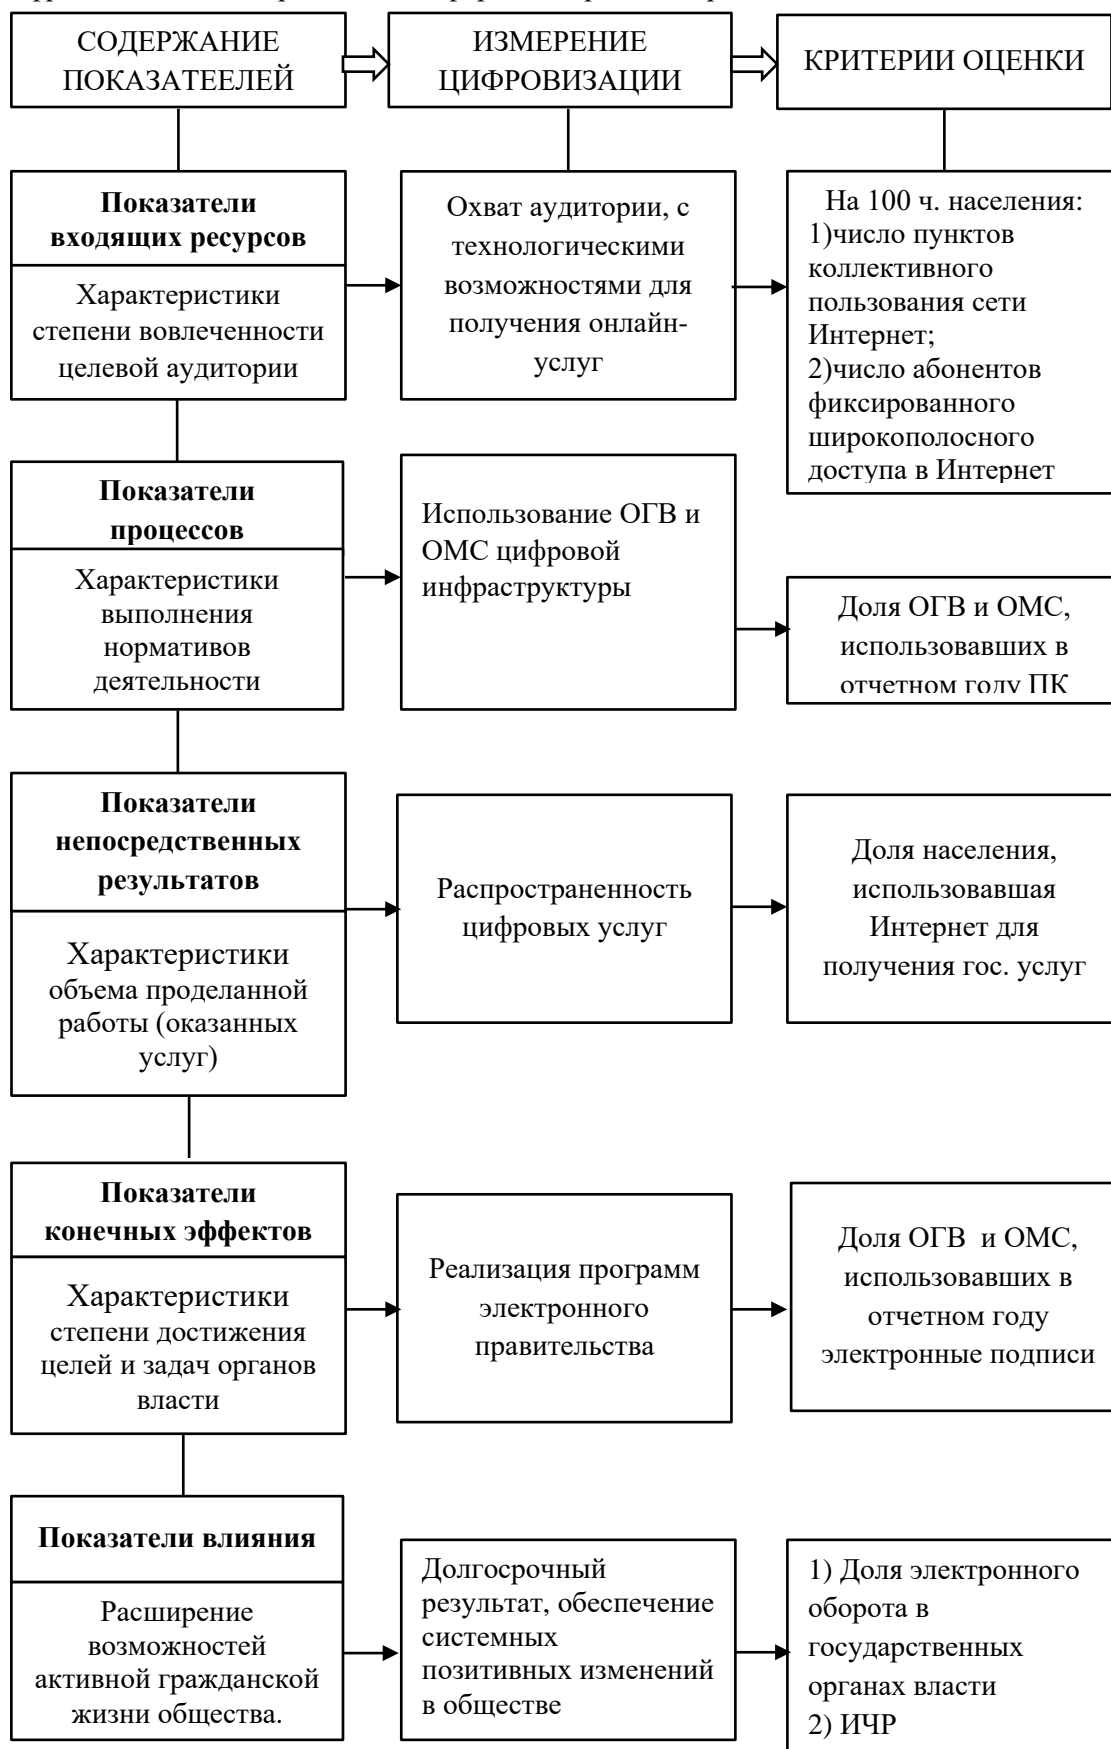 СОДЕРЖАНИЕ
ПОКАЗАТЕЕЛЕЙ
ИЗМЕРЕНИЕ
ЦИФРОВИЗАЦИИ
КРИТЕРИИ ОЦЕНКИ
Показатели
входящих ресурсов
Характеристики
степени вовлеченности
целевой аудитории
Охват аудитории, с
технологическими
возможностями для
получения онлайн-
услуг
На 100 ч. населения:
1)число пунктов
коллективного
пользования сети
Интернет;
2)число абонентов
фиксированного
широкополосного
доступа в Интернет
Показатели
процессов
Характеристики
выполнения
нормативов
деятельности
Использование ОГВ и
ОМС цифровой
инфраструктуры
Доля ОГВ и ОМС,
использовавших в
отчетном году ПК
Показатели
непосредственных
результатов
Характеристики
объема проделанной
работы (оказанных
услуг)
Распространенность
цифровых услуг
Доля населения,
использовавшая
Интернет для
получения гос. услуг
Показатели
конечных эффектов
Характеристики
степени достижения
целей и задач органов
власти
Реализация программ
электронного
правительства
Доля ОГВ и ОМС,
использовавших в
отчетном году
электронные подписи
Показатели влияния
Расширение
возможностей
активной гражданской
жизни общества.
Долгосрочный
результат, обеспечение
системных
позитивных изменений
в обществе
1) Доля электронного
оборота в
государственных
органах власти
2) ИЧР